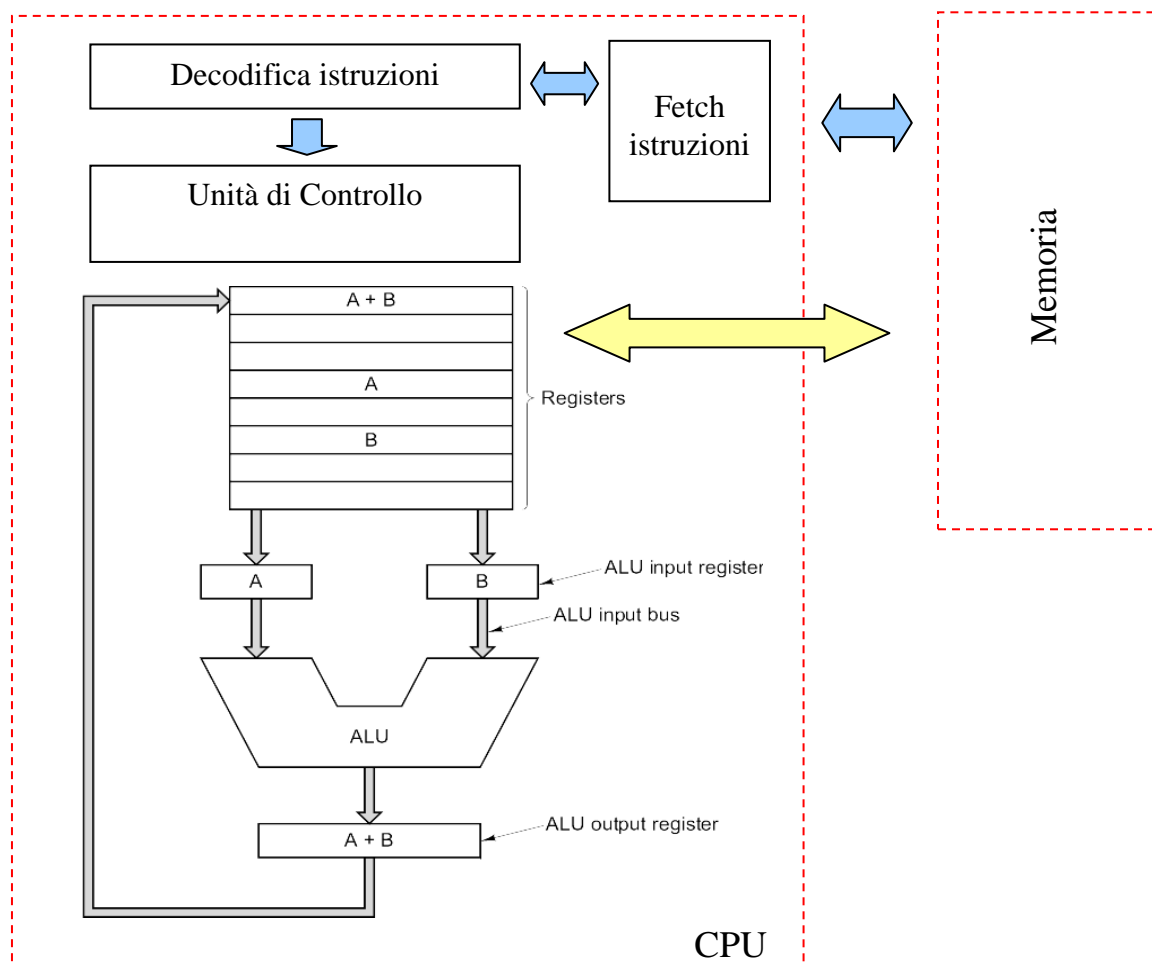 Decodifica istruzioni
Fetch
istruzioni
Unità di Controllo
Memoria
A + B
A
B
Registers
A
B
ALU input register
ALU input bus
ALU
A + B
ALU output register
CPU